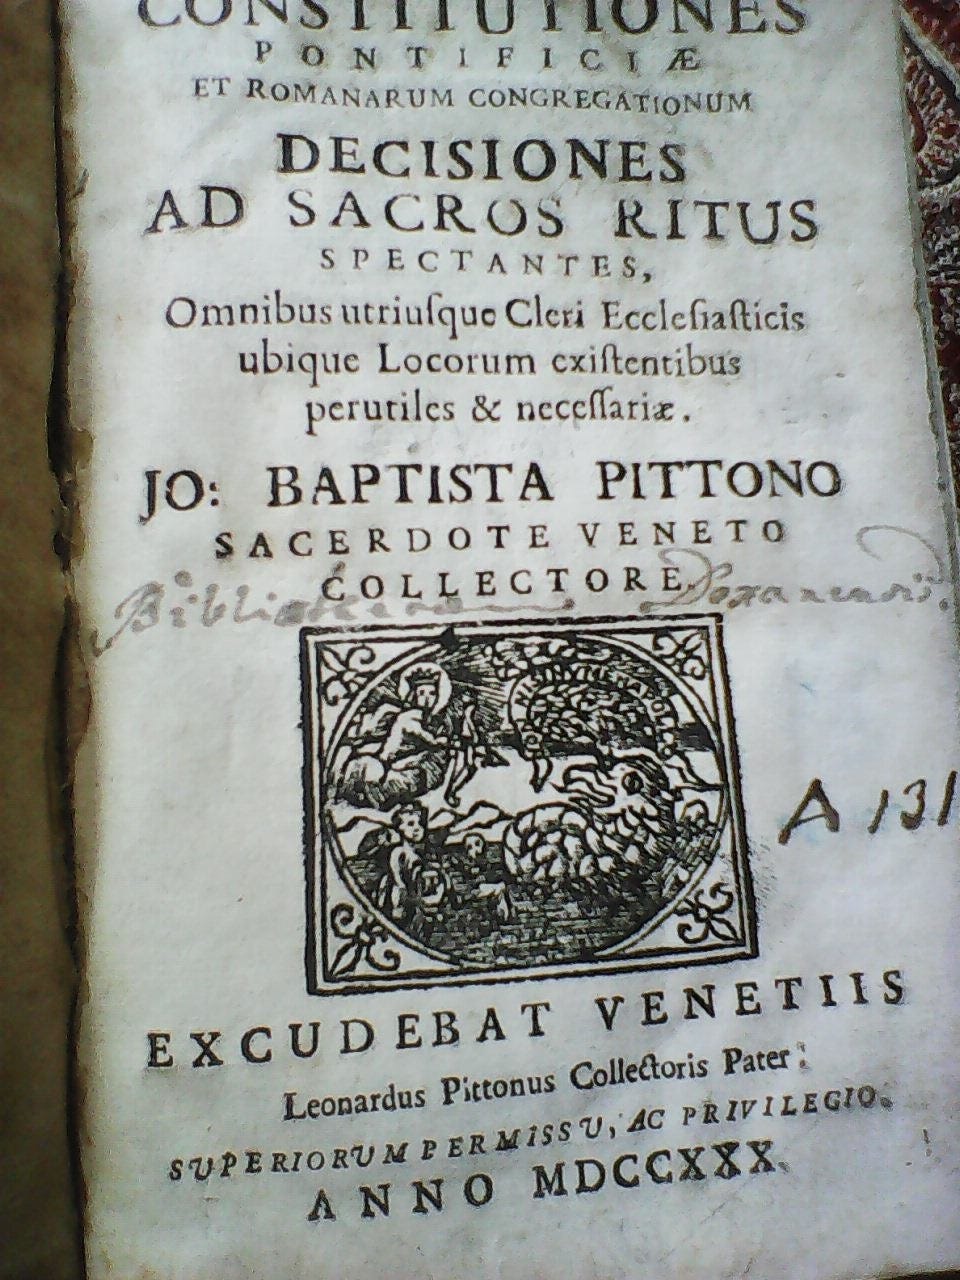 CONSTITUTIONES
PONTIFICIÆ
ET ROMANARUM CONGREGATIONUM
DECISIONES
AD SACROS RITUS
SPECTANTES,
Omnibus utriuſque Cleri Eccleſiaſticis
ubique Locorum exiſtentibus
perutiles & neceſſariæ.
JO: BAPTISTA PITTONO
SACERDOTE VENETO
COLLECTORE
A 131
EXCUDEBAT VENETIIS
Leonardus Pittonus Collectoris Pater:
SUPERIORUM PERMISSU, AC PRIVILEGIO.
ANNO MDCCXXX.